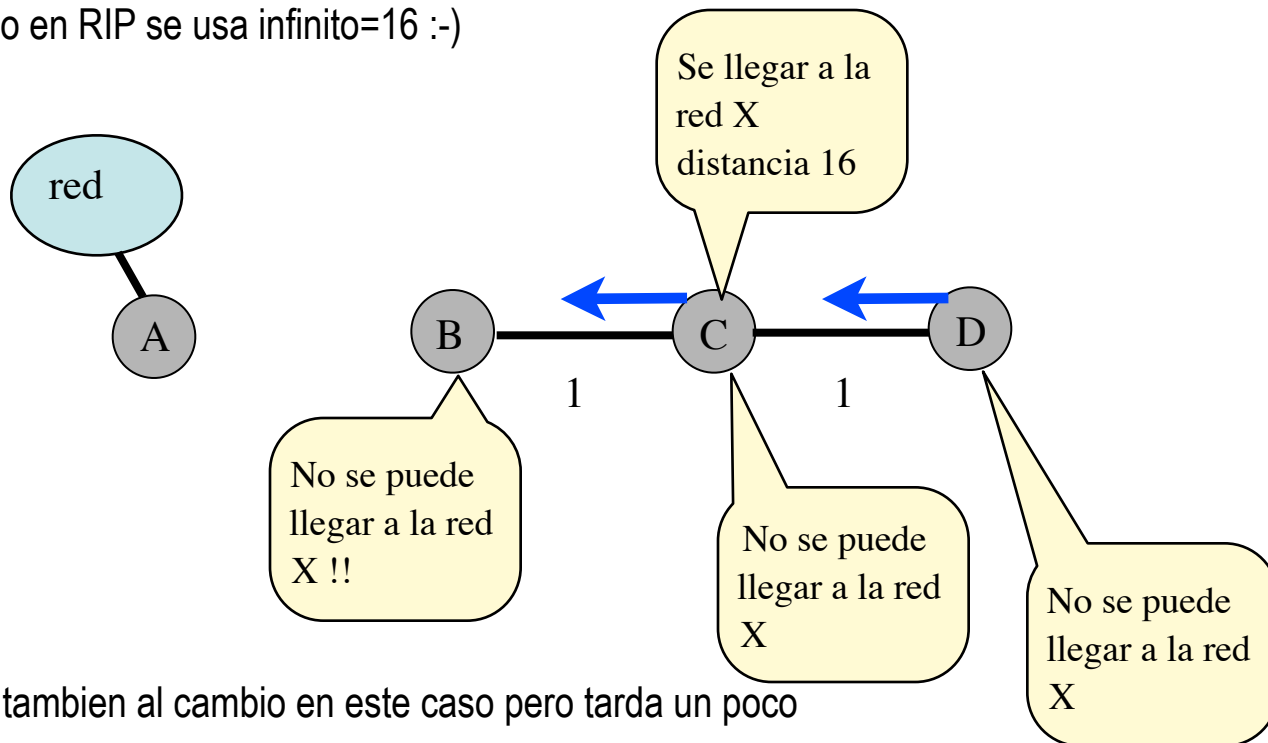 o en RIP se usa infinito=16 :-)
Se llegar a la
red X
distancia 16
red
A
B
C
D
1
1
No se puede
llegar a la red
X !!
No se puede
llegar a la red
X
No se puede
llegar a la red
X
tambien al cambio en este caso pero tarda un poco